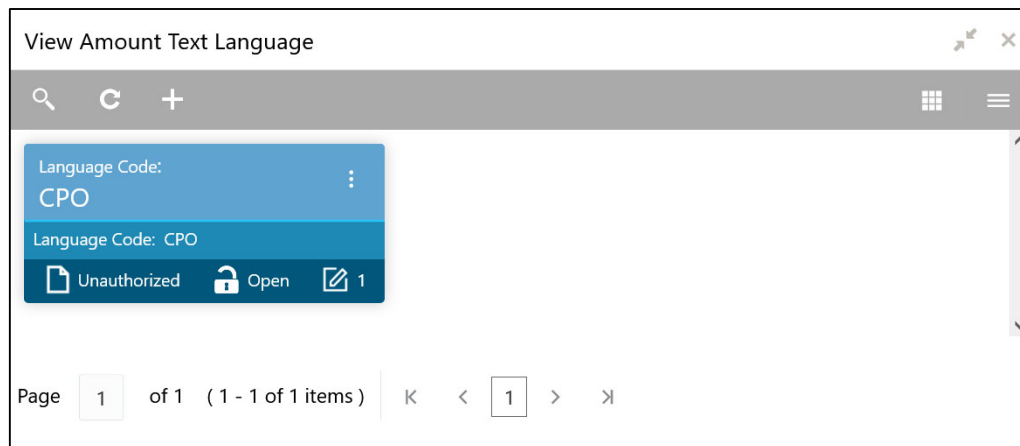 View Amount Text Language
Language Code:
CPO
Language Code: CPO
Unauthorized Open 1
Page 1 of 1 ( 1 - 1 of 1 items ) 1